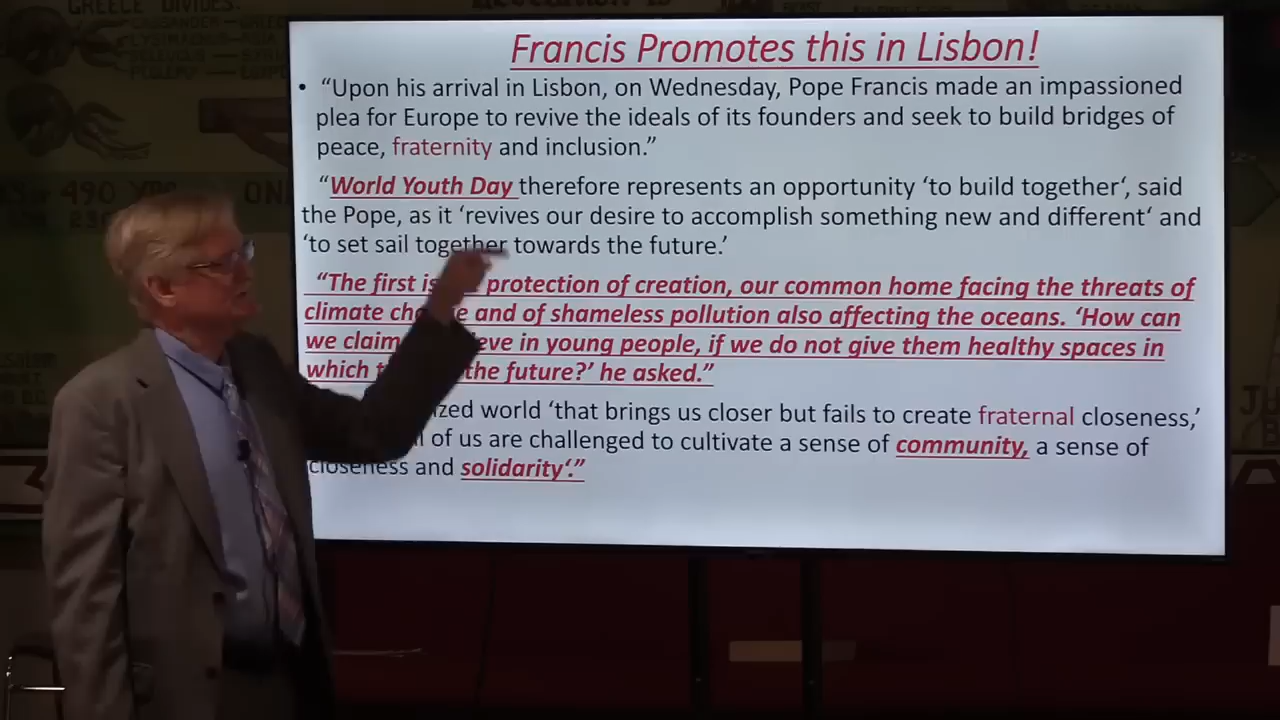 GREECE DIVIDES:
Francis Promotes this in Lisbon!
• “Upon his arrival in Lisbon, on Wednesday, Pope Francis made an impassioned
plea for Europe to revive the ideals of its founders and seek to build bridges of
peace, fraternity and inclusion.”
“World Youth Day therefore represents an opportunity ‘to build together‘, said
the Pope, as it ‘revives our desire to accomplish something new and different‘ and
‘to set sail together towards the future.’
“The first is protection of creation, our common home facing the threats of
climate and of shameless pollution also affecting the oceans. ‘How can
we claim in young people, if we do not give them healthy spaces in
which the future?’ he asked.”
world ‘that brings us closer but fails to create fraternal closeness,’
of us are challenged to cultivate a sense of community, a sense of
closeness and solidarity‘.”
490